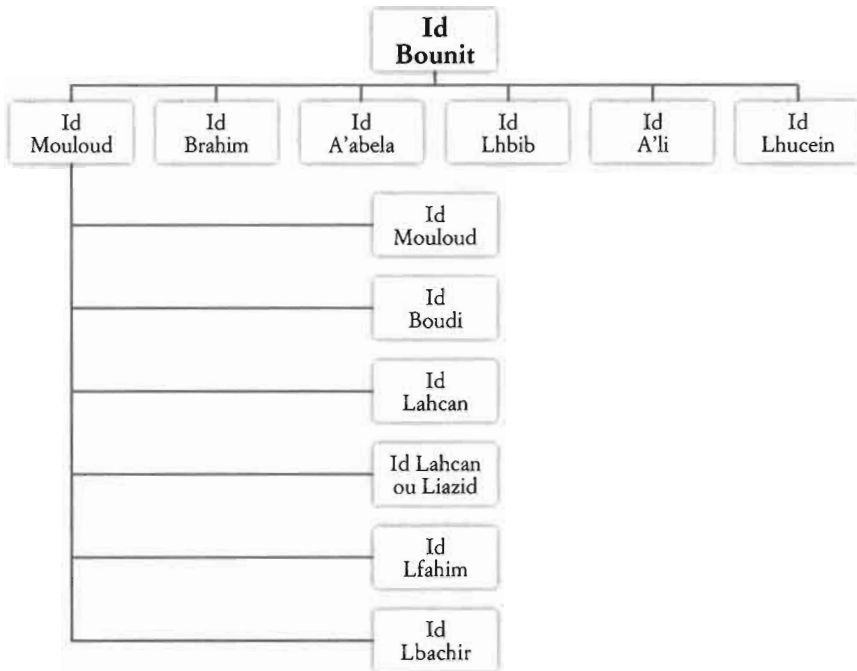 Id
Bounit
Id
Mouloud
Id
Brahim
Id
A'abela
Id
Lhbib
Id
A'li
Id
Lhucein
Id
Mouloud
Id
Boudi
Id
Lahcan
Id Lahcan
ou Liazid
Id
Lfahim
Id
Lbachir